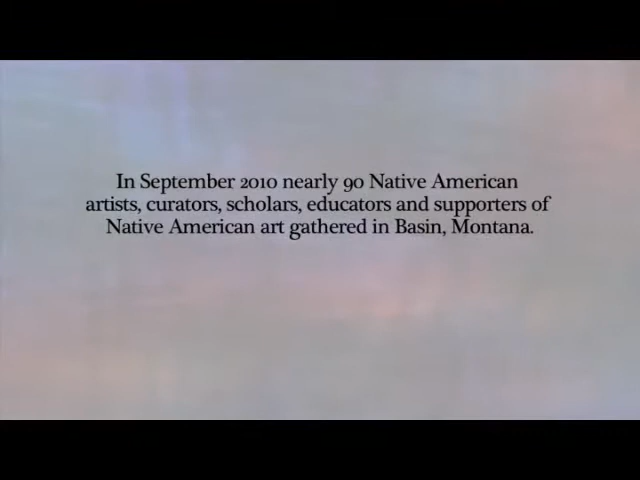 In September 2010 nearly 90 Native American
artists, curators, scholars, educators and supporters of
Native American art gathered in Basin, Montana.